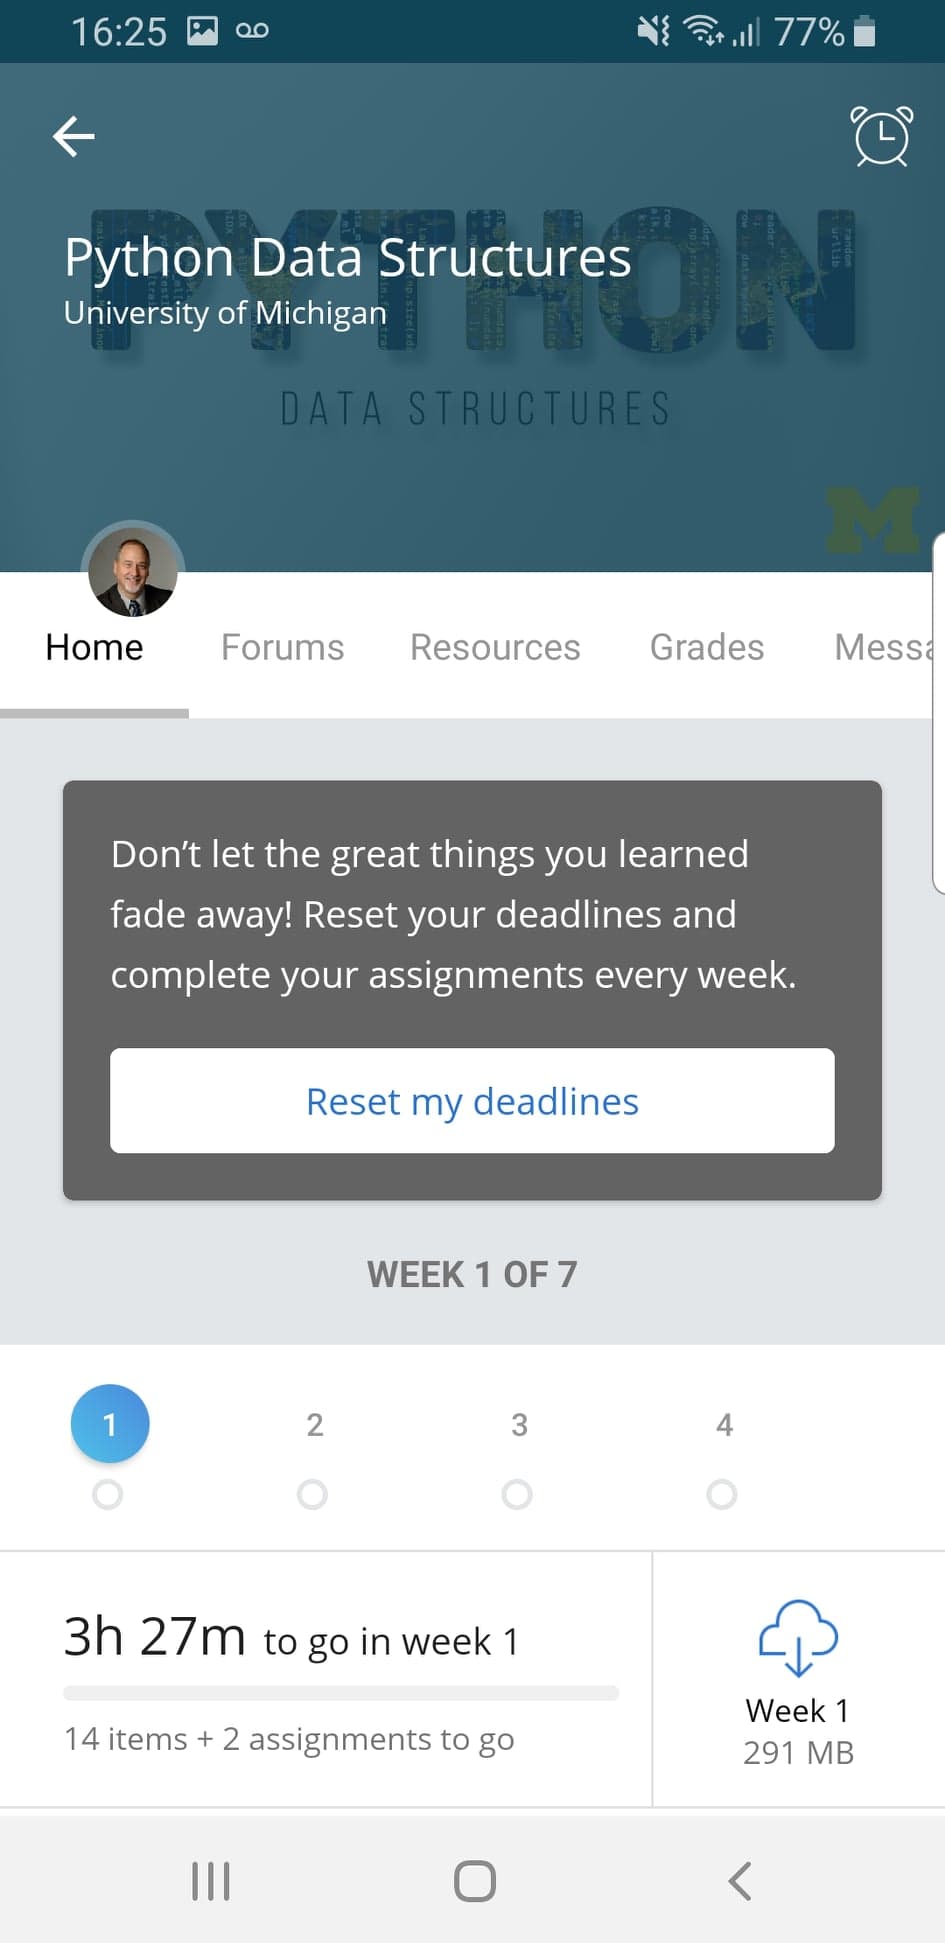 16:25
77%
PYTHON
Python Data Structures
University of Michigan
DATA STRUCTURES
M
Home Forums Resources Grades Messa
Don’t let the great things you learned
fade away! Reset your deadlines and
complete your assignments every week.
Reset my deadlines
WEEK 1 OF 7
1 2 3 4
3h 27m to go in week 1
14 items + 2 assignments to go
Week 1
291 MB